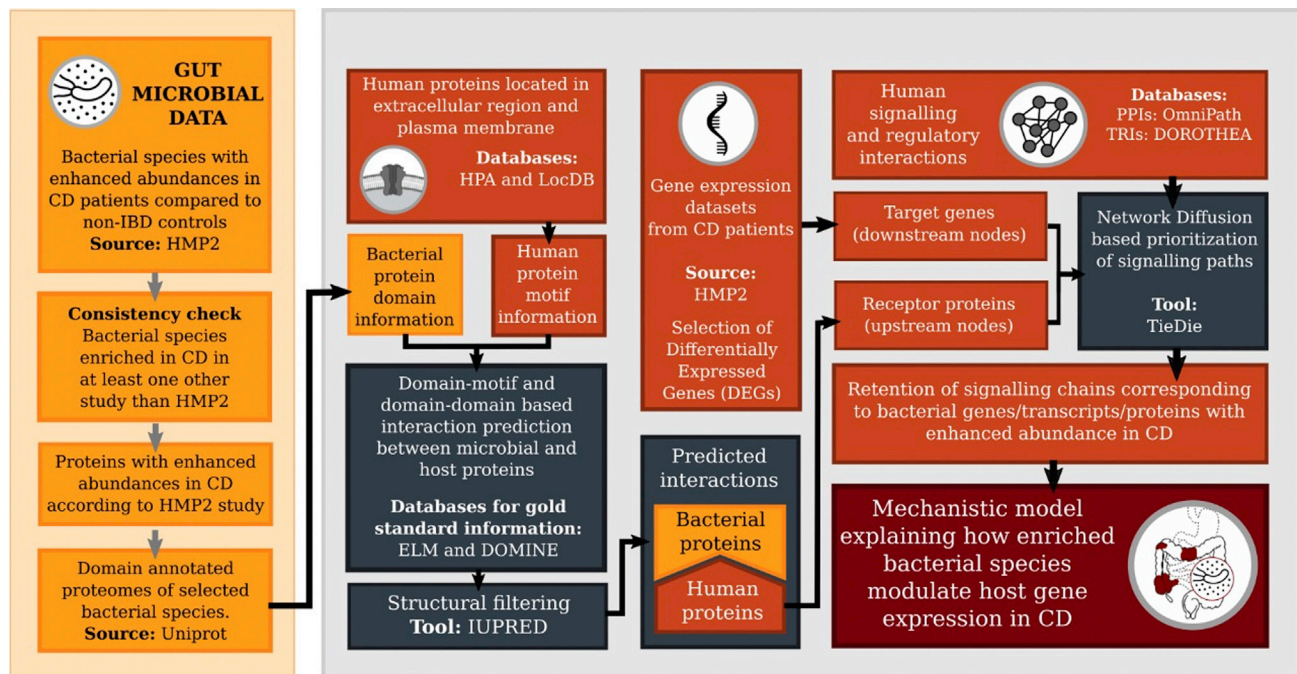 GUT
MICROBIAL
DATA
Bacterial species with
enhanced abundances in
CD patients compared to
non-IBD controls
Source: HMP2
Consistency check
Bacterial species
enriched in CD in
at least one other
study than HMP2
Proteins with enhanced
abundances in CD
according to HMP2 study
Domain annotated
proteomes of selected
bacterial species.
Source: Uniprot
Human proteins located in
extracellular region and
plasma membrane
Databases:
HPA and LocDB
Bacterial
protein
domain
information
Human
protein
motif
information
Domain-motif and
domain-domain based
interaction prediction
between microbial and
host proteins
Databases for gold
standard information:
ELM and DOMINE
Structural filtering
Tool: IUPRED
Gene expression
datasets
from CD patients
Source:
HMP2
Selection of
Differentially
Expressed
Genes (DEGs)
Predicted
interactions
Bacterial
proteins
Human
proteins
Human
signalling
and regulatory
interactions
Databases:
PPIs: OmniPath
TRIs: DOROTHEA
Target genes
(downstream nodes)
Receptor proteins
(upstream nodes)
Network Diffusion
based prioritization
of signalling paths
Tool:
TieDie
Retention of signalling chains corresponding
to bacterial genes/transcripts/proteins with
enhanced abundance in CD
Mechanistic model
explaining how enriched
bacterial species
modulate host gene
expression in CD